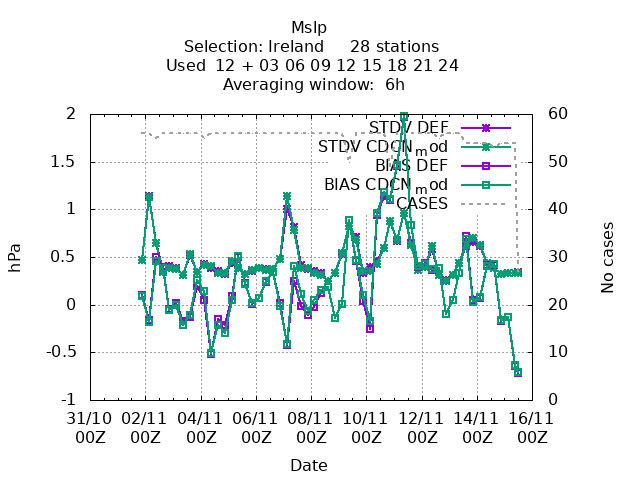 Mslp
Selection: Ireland 28 stations
Used 12 + 03 06 09 12 15 18 21 24
Averaging window: 6h
STDV DEF
STDV CDCN_mod
BIAS DEF
BIAS CDCN_mod
CASES
hPa
2
1.5
1
0.5
0
-0.5
-1
No cases
60
50
40
30
20
10
0
31/10 02/11 04/11 06/11 08/11 10/11 12/11 14/11 16/11
00Z 00Z 00Z 00Z 00Z 00Z 00Z 00Z 00Z
Date